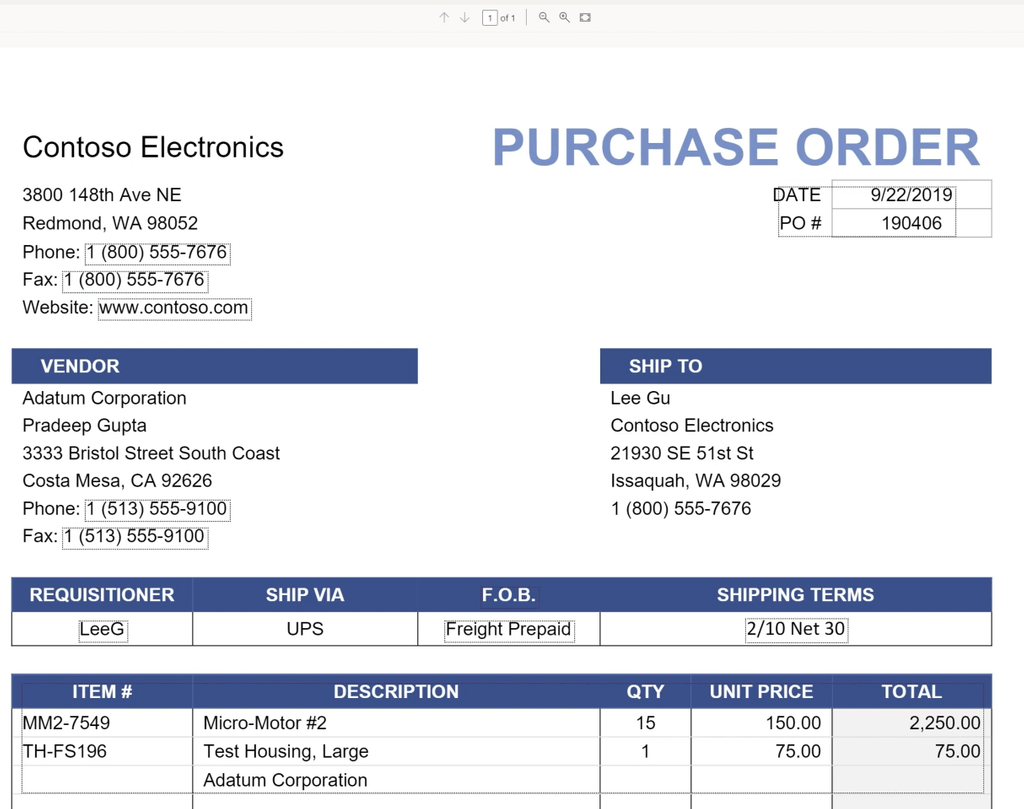 1 of 1
Contoso Electronics
PURCHASE ORDER
3800 148th Ave NE
DATE 9/22/2019
Redmond, WA 98052
PO # 190406
Phone: 1 (800) 555-7676
Fax: 1 (800) 555-7676
Website: www.contoso.com
VENDOR
Adatum Corporation
Pradeep Gupta
3333 Bristol Street South Coast
Costa Mesa, CA 92626
Phone: 1 (513) 555-9100
Fax: 1 (513) 555-9100
SHIP TO
Lee Gu
Contoso Electronics
21930 SE 51st St
Issaquah, WA 98029
1 (800) 555-7676
REQUISITIONER SHIP VIA F.O.B. SHIPPING TERMS
LeeG UPS Freight Prepaid 2/10 Net 30
ITEM # DESCRIPTION QTY UNIT PRICE TOTAL
MM2-7549 Micro-Motor #2 15 150.00 2,250.00
TH-FS196 Test Housing, Large 1 75.00 75.00
Adatum Corporation